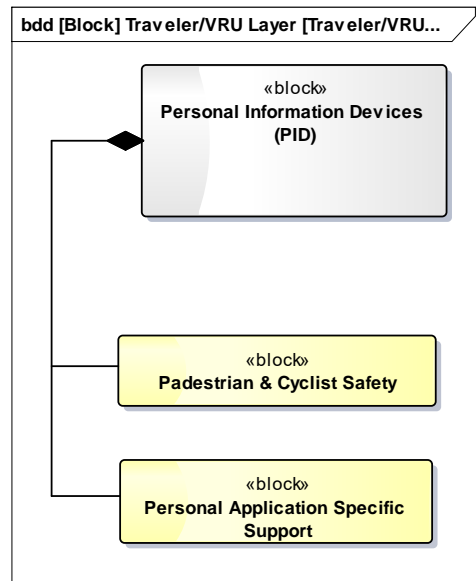 bdd [Block] Traveler/VRU Layer [Traveler/VRU...
«block»
Personal Information Devices
(PID)
«block»
Padestrian & Cyclist Safety
«block»
Personal Application Specific
Support